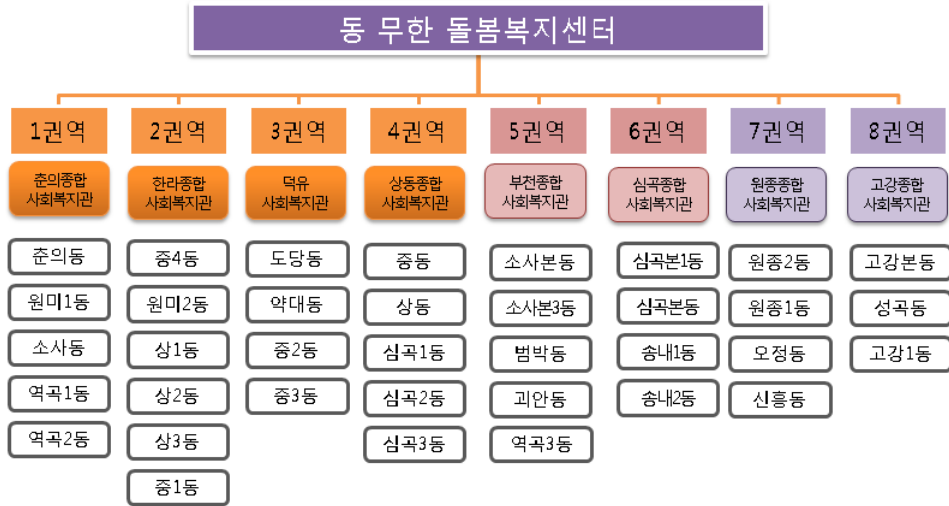 동 무한 돌봄복지센터
1권역
2권역
3권역
4권역
5권역
6권역
7권역
8권역
춘의종합
사회복지관
한라종합
사회복지관
덕유
사회복지관
상동종합
사회복지관
부천종합
사회복지관
심곡종합
사회복지관
원종종합
사회복지관
고강종합
사회복지관
춘의동
원미1동
소사동
역곡1동
역곡2동
중4동
원미2동
상1동
상2동
상3동
중1동
도당동
약대동
중2동
중3동
중동
상동
심곡1동
심곡2동
심곡3동
소사본동
소사본3동
범박동
괴안동
역곡3동
심곡본1동
심곡본동
송내1동
송내2동
원종2동
원종1동
오정동
신흥동
고강본동
성곡동
고강1동